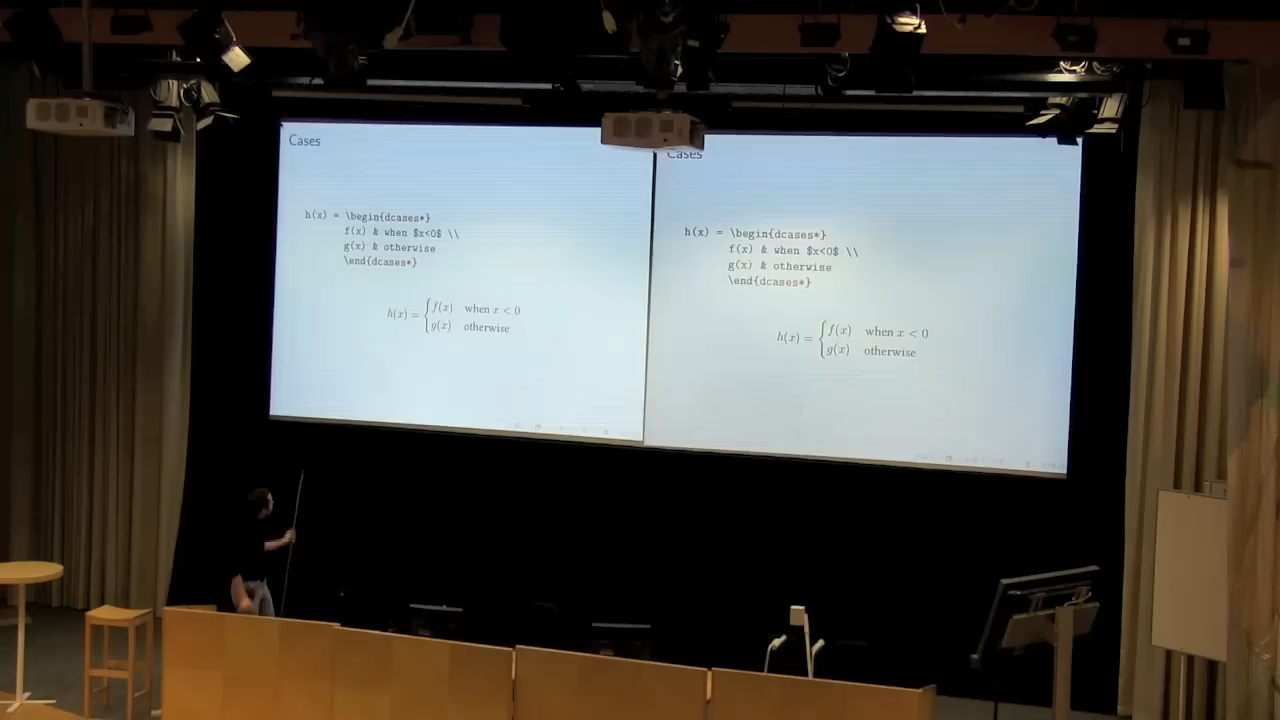 Cases
h(x) = \begin{dcases*}
f(x) & when $x<0$ \\
g(x) & otherwise
\end{dcases*}
h(x) = { f(x) when x < 0
g(x) otherwise
Cases
h(x) = \begin{dcases*}
f(x) & when $x<0$ \\
g(x) & otherwise
\end{dcases*}
h(x) = { f(x) when x < 0
g(x) otherwise